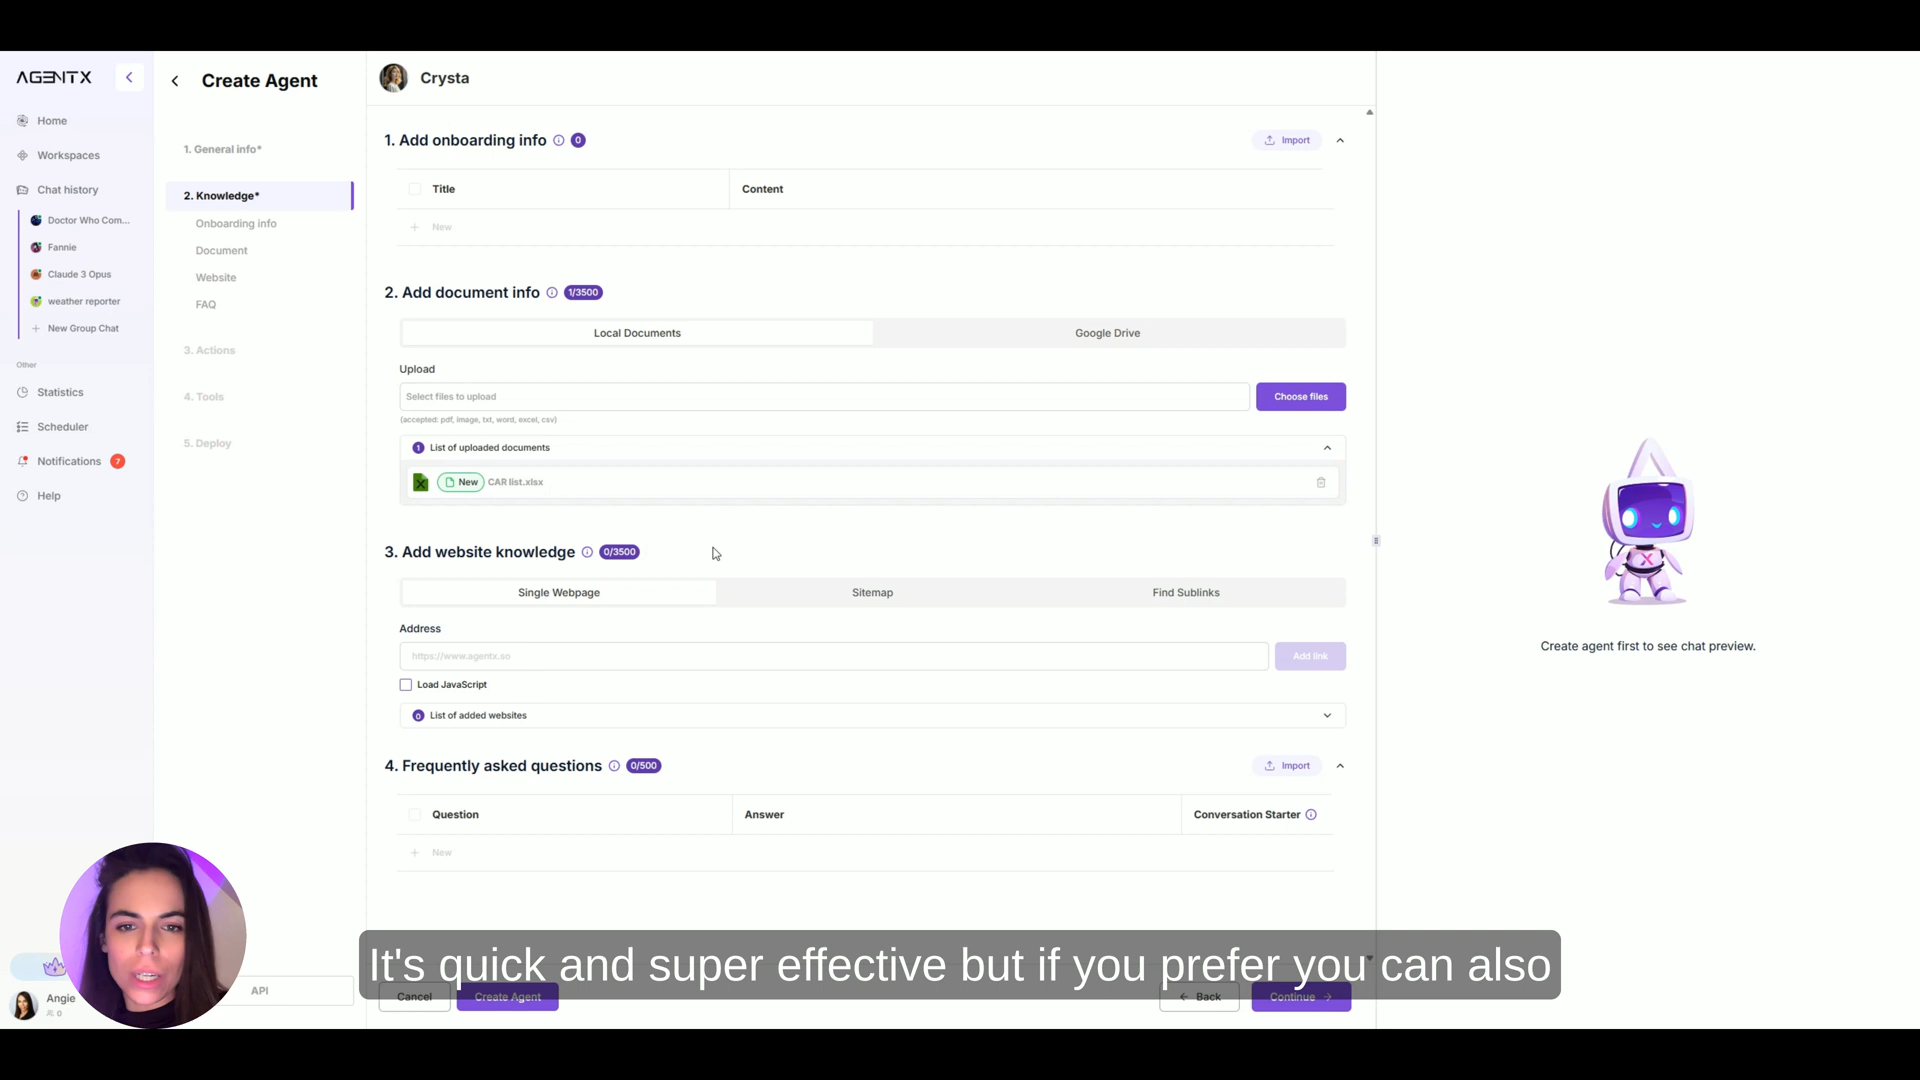 AGENTX
Home
Workspaces
Chat history
Doctor Who Com...
Fannie
Claude 3 Opus
weather reporter
New Group Chat
Other
Statistics
Scheduler
Notifications 7
Help
Angie
0
API
Create Agent
1. General info*
2. Knowledge*
Onboarding info
Document
Website
FAQ
3. Actions
4. Tools
5. Deploy
Crysta
1. Add onboarding info 0
Import
Title Content
New
2. Add document info 1/3500
Local Documents Google Drive
Upload
Select files to upload Choose files
(accepted: pdf, image, txt, word, excel, csv)
1 List of uploaded documents
New CAR list.xlsx
3. Add website knowledge 0/3500
Single Webpage Sitemap Find Sublinks
Address
https://www.agentx.so Add link
Load JavaScript
0 List of added websites
4. Frequently asked questions 0/500
Import
Question Answer Conversation Starter
New
It's quick and super effective but if you prefer you can also
Cancel Create Agent Back Continue
X
Create agent first to see chat preview.